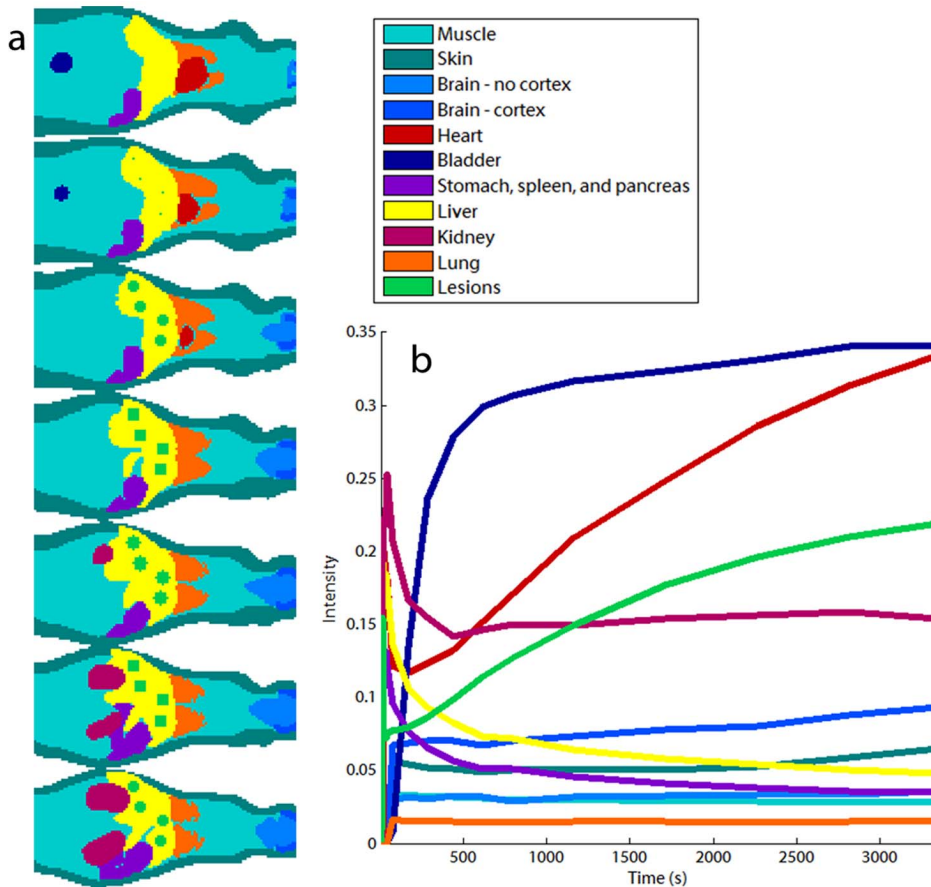 a
Muscle
Skin
Brain - no cortex
Brain - cortex
Heart
Bladder
Stomach, spleen, and pancreas
Liver
Kidney
Lung
Lesions
b
0.35
0.3
0.25
0.2
0.15
0.1
0.05
0
Intensity
500 1000 1500 2000 2500 3000
Time (s)